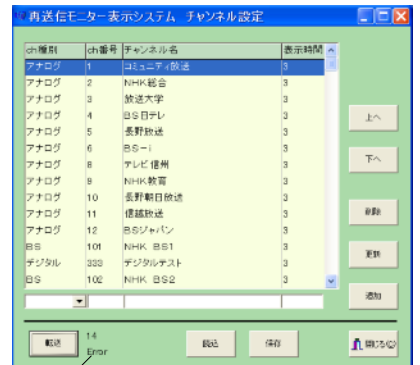 再送信モニター表示システム チャンネル設定
ch種別 ch番号 チャンネル名 表示時間
アナログ 1 コミュニティ放送 3
アナログ 2 NHK総合 3
アナログ 3 放送大学 3
アナログ 4 BS日テレ 3
アナログ 5 長野放送 3
アナログ 6 BS-i 3
アナログ 8 テレビ信州 3
アナログ 9 NHK教育 3
アナログ 10 長野朝日放送 3
アナログ 11 信越放送 3
アナログ 12 BSジャパン 3
BS 101 NHK BS1 3
デジタル 333 デジタルテスト 3
BS 102 NHK BS2 3
上へ
下へ
削除
更新
追加
転送
14
Error
読込
保存
閉じる(C)